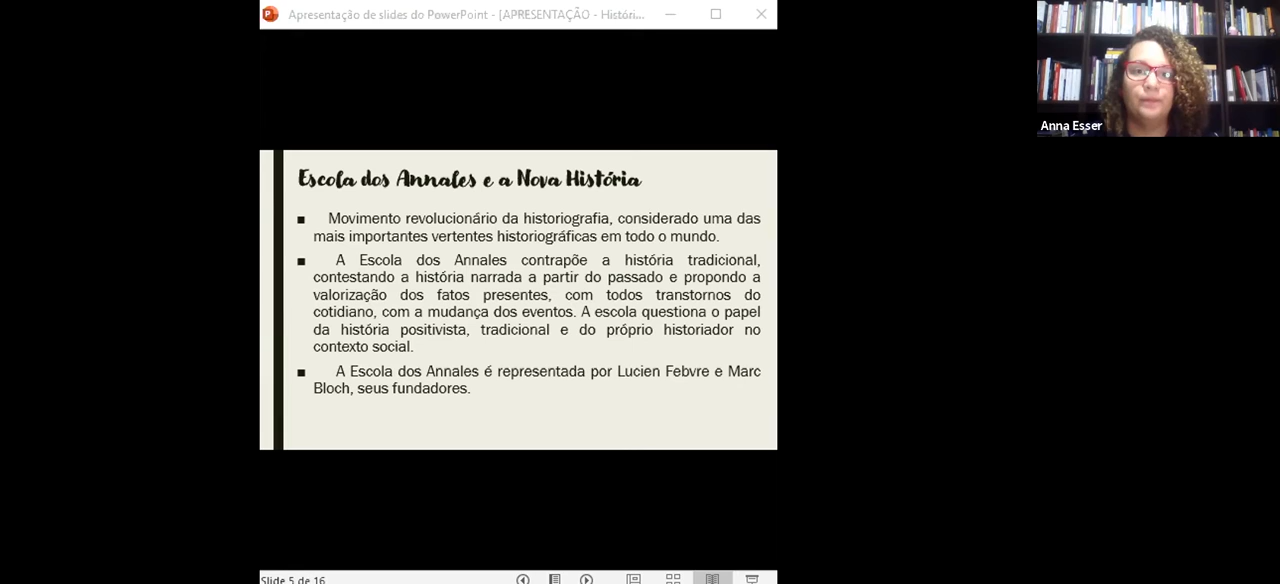 Apresentação de slides do PowerPoint - [APRESENTAÇÃO - Históri...
Anna Esser
Escola dos Annales e a Nova História
Movimento revolucionário da historiografia, considerado uma das
mais importantes vertentes historiográficas em todo o mundo.
A Escola dos Annales contrapõe a história tradicional,
contestando a história narrada a partir do passado e propondo a
valorização dos fatos presentes, com todos transtornos do
cotidiano, com a mudança dos eventos. A escola questiona o papel
da história positivista, tradicional e do próprio historiador no
contexto social.
A Escola dos Annales é representada por Lucien Febvre e Marc
Bloch, seus fundadores.
Slide 5 de 16